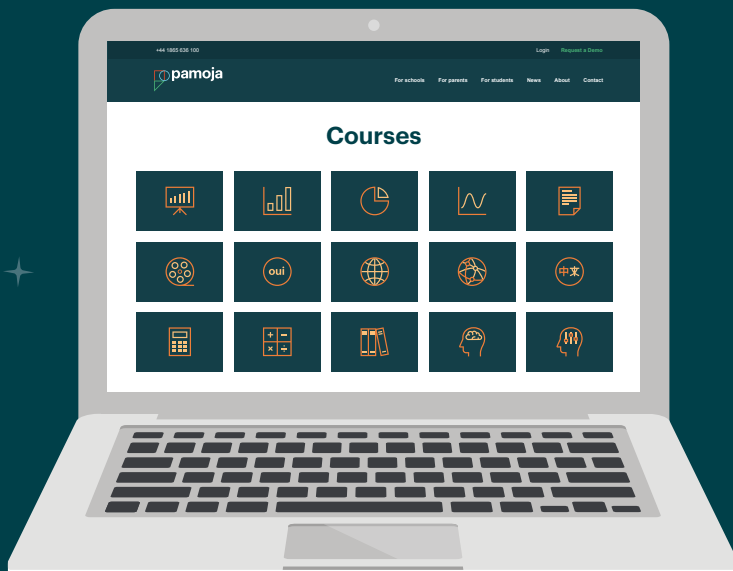 +44 1865 636 100
Login Request a Demo
pamoja
For schools For parents For students News About Contact
Courses
oui
中文
+ −
× ÷